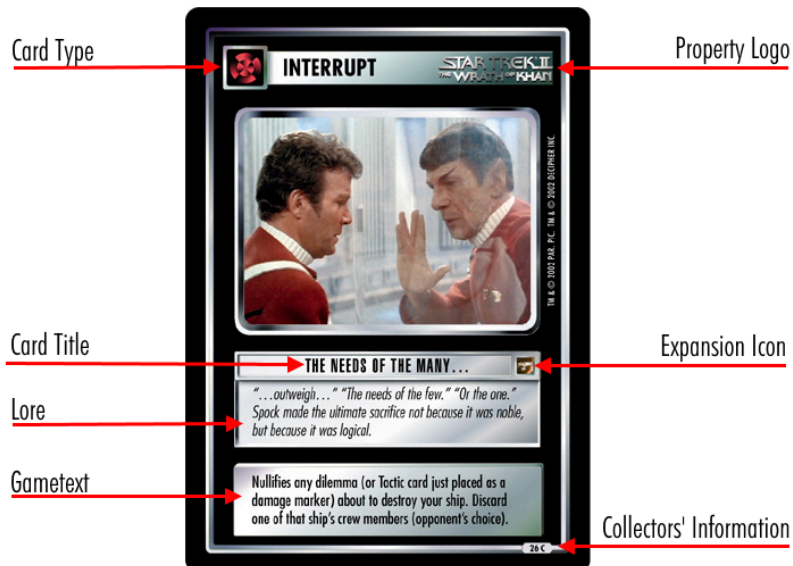 Card Type
INTERRUPT
STAR TREK II
THE WRATH OF KHAN
Property Logo
TM & © 2002 PAR. PIC. TM & © 2002 DECIPHER INC.
Card Title
THE NEEDS OF THE MANY...
Expansion Icon
Lore
"...outweigh..." "The needs of the few." "Or the one."
Spock made the ultimate sacrifice not because it was noble,
but because it was logical.
Gametext
Nullifies any dilemma (or Tactic card just placed as a
damage marker) about to destroy your ship. Discard
one of that ship's crew members (opponent's choice).
Collectors' Information
26 C